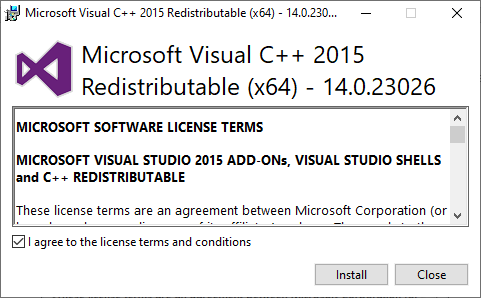 Microsoft Visual C++ 2015 Redistributable (x64) - 14.0.230...
Microsoft Visual C++ 2015
Redistributable (x64) - 14.0.23026
MICROSOFT SOFTWARE LICENSE TERMS
MICROSOFT VISUAL STUDIO 2015 ADD-ONs, VISUAL STUDIO SHELLS
and C++ REDISTRIBUTABLE
These license terms are an agreement between Microsoft Corporation (or
I agree to the license terms and conditions
Install Close